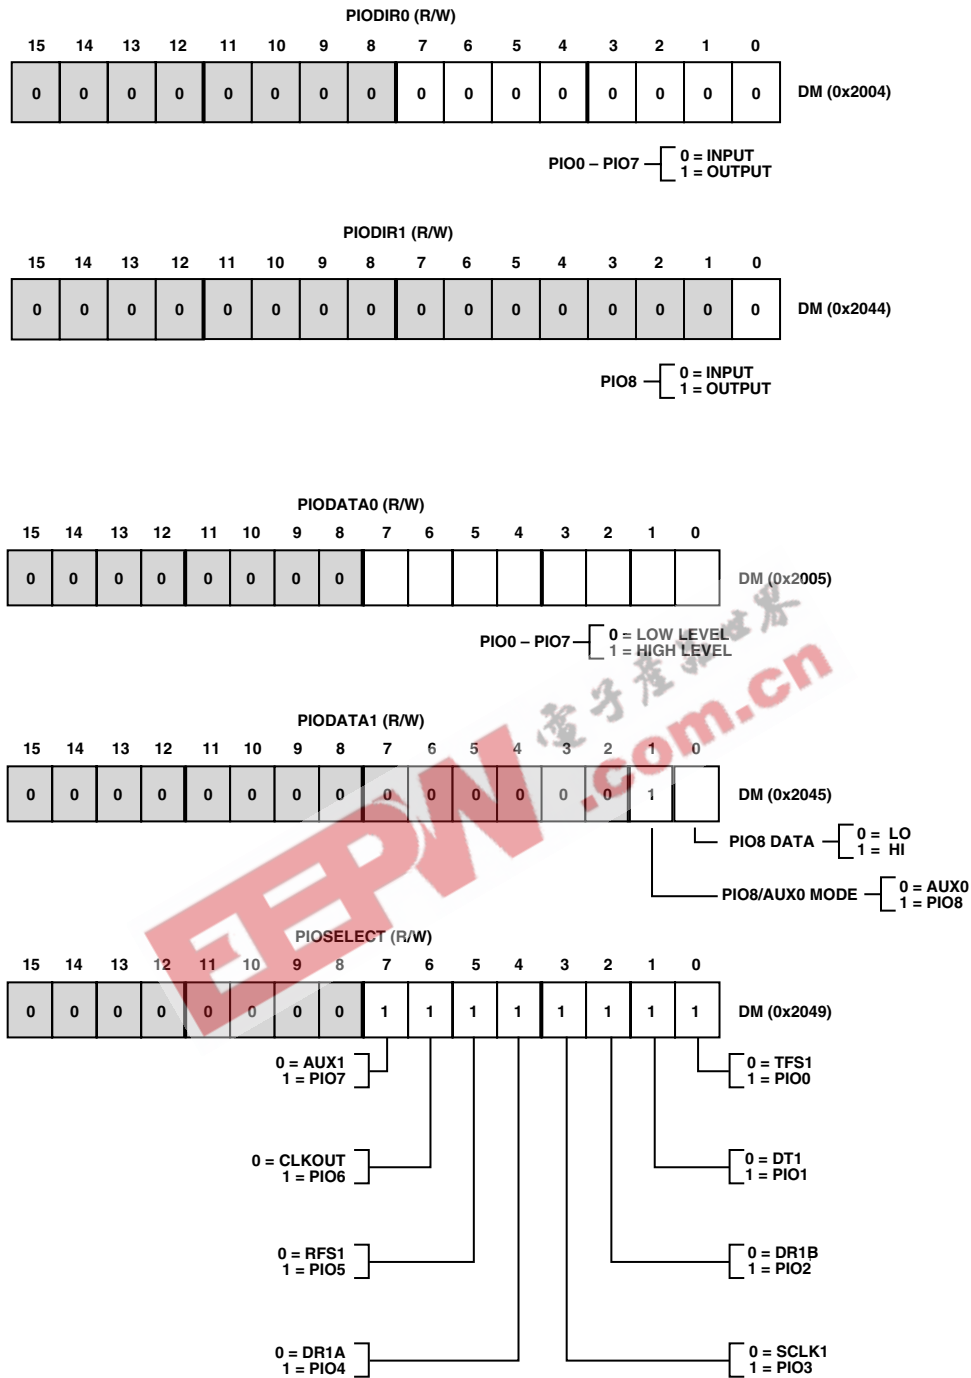 PIODIR0 (R/W)
15 14 13 12 11 10 9 8 7 6 5 4 3 2 1 0
0 0 0 0 0 0 0 0 0 0 0 0 0 0 0 0 DM (0x2004)
PIO0 – PIO7 0 = INPUT
1 = OUTPUT
PIODIR1 (R/W)
15 14 13 12 11 10 9 8 7 6 5 4 3 2 1 0
0 0 0 0 0 0 0 0 0 0 0 0 0 0 0 0 DM (0x2044)
PIO8 0 = INPUT
1 = OUTPUT
PIODATA0 (R/W)
15 14 13 12 11 10 9 8 7 6 5 4 3 2 1 0
0 0 0 0 0 0 0 0 DM (0x2005)
PIO0 – PIO7 0 = LOW LEVEL
1 = HIGH LEVEL
電子產品世界
EEPW.com.cn
PIODATA1 (R/W)
15 14 13 12 11 10 9 8 7 6 5 4 3 2 1 0
0 0 0 0 0 0 0 0 0 0 0 0 0 0 1 DM (0x2045)
PIO8 DATA 0 = LO
1 = HI
PIO8/AUX0 MODE 0 = AUX0
1 = PIO8
PIOSELECT (R/W)
15 14 13 12 11 10 9 8 7 6 5 4 3 2 1 0
0 0 0 0 0 0 0 0 1 1 1 1 1 1 1 1 DM (0x2049)
0 = AUX1 0 = TFS1
1 = PIO7 1 = PIO0
0 = CLKOUT 0 = DT1
1 = PIO6 1 = PIO1
0 = RFS1 0 = DR1B
1 = PIO5 1 = PIO2
0 = DR1A 0 = SCLK1
1 = PIO4 1 = PIO3